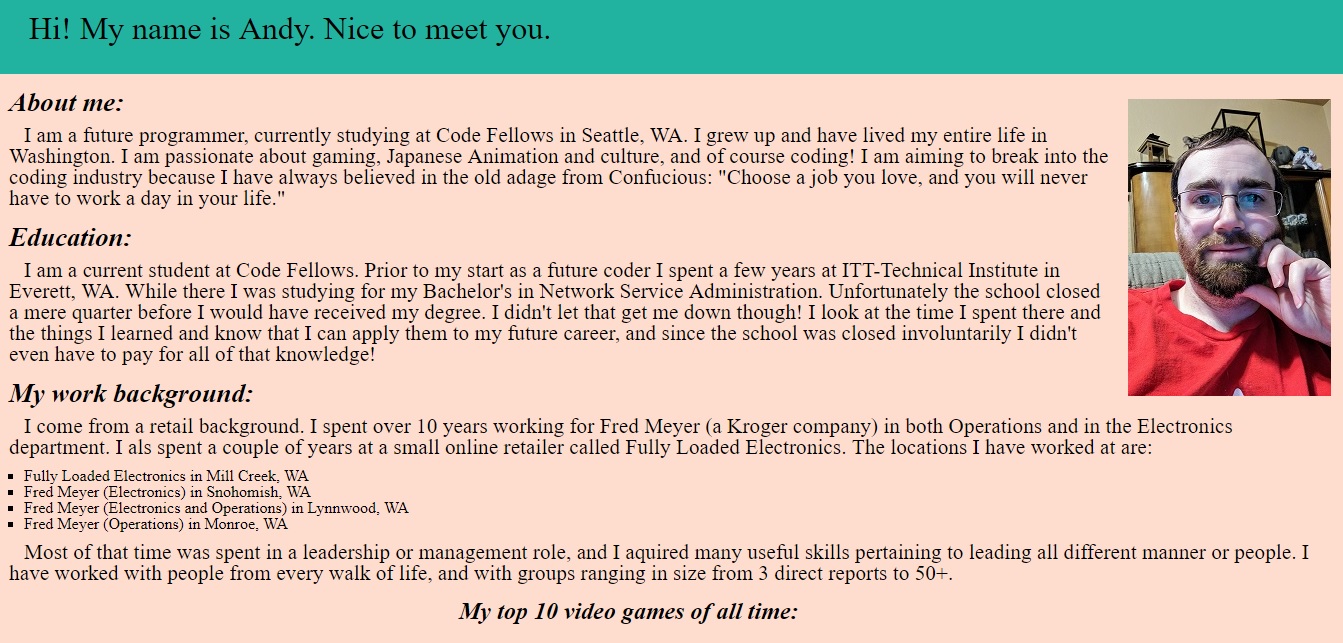 Hi! My name is Andy. Nice to meet you.
About me:
I am a future programmer, currently studying at Code Fellows in Seattle, WA. I grew up and have lived my entire life in
Washington. I am passionate about gaming, Japanese Animation and culture, and of course coding! I am aiming to break into the
coding industry because I have always believed in the old adage from Confucious: "Choose a job you love, and you will never
have to work a day in your life."
Education:
I am a current student at Code Fellows. Prior to my start as a future coder I spent a few years at ITT-Technical Institute in
Everett, WA. While there I was studying for my Bachelor's in Network Service Administration. Unfortunately the school closed
a mere quarter before I would have received my degree. I didn't let that get me down though! I look at the time I spent there and
the things I learned and know that I can apply them to my future career, and since the school was closed involuntarily I didn't
even have to pay for all of that knowledge!
My work background:
I come from a retail background. I spent over 10 years working for Fred Meyer (a Kroger company) in both Operations and in the Electronics
department. I als spent a couple of years at a small online retailer called Fully Loaded Electronics. The locations I have worked at are:
Fully Loaded Electronics in Mill Creek, WA
Fred Meyer (Electronics) in Snohomish, WA
Fred Meyer (Electronics and Operations) in Lynnwood, WA
Fred Meyer (Operations) in Monroe, WA
Most of that time was spent in a leadership or management role, and I aquired many useful skills pertaining to leading all different manner or people. I
have worked with people from every walk of life, and with groups ranging in size from 3 direct reports to 50+.
My top 10 video games of all time: